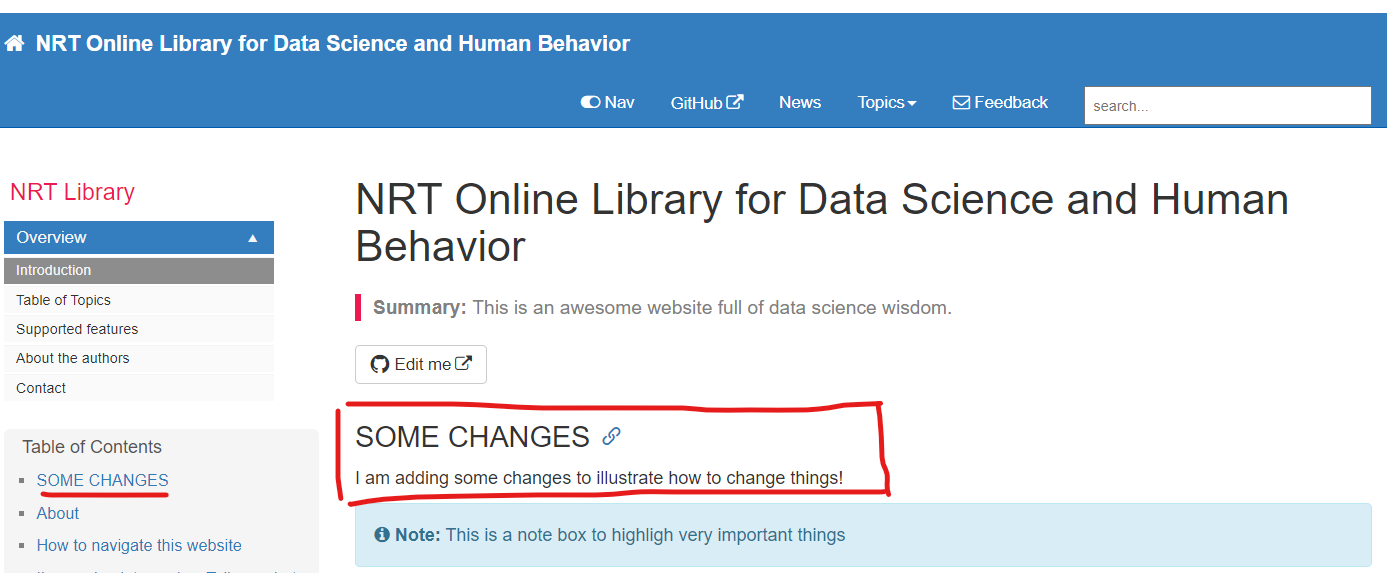 NRT Online Library for Data Science and Human Behavior
Nav GitHub News Topics Feedback search...
NRT Library
Overview
Introduction
Table of Topics
Supported features
About the authors
Contact
Table of Contents
SOME CHANGES
About
How to navigate this website
NRT Online Library for Data Science and Human
Behavior
Summary: This is an awesome website full of data science wisdom.
Edit me
SOME CHANGES
I am adding some changes to illustrate how to change things!
Note: This is a note box to highligh very important things